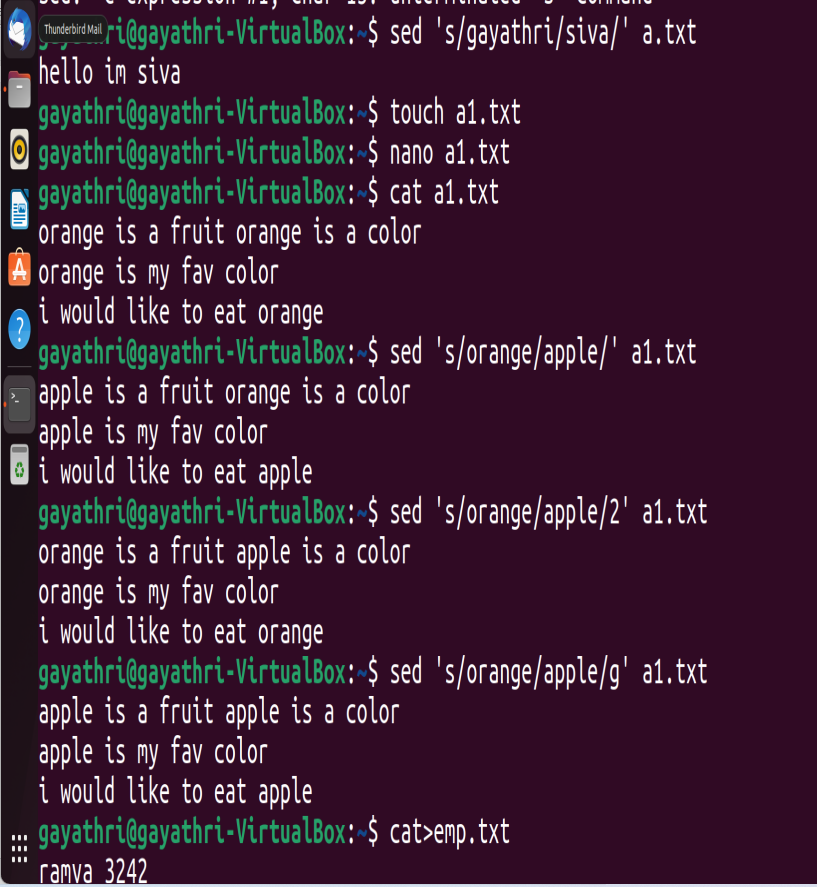 gayathri@gayathri-VirtualBox:~$ sed 's/gayathri/siva/' a.txt
Thunderbird Mail
hello im siva
gayathri@gayathri-VirtualBox:~$ touch a1.txt
gayathri@gayathri-VirtualBox:~$ nano a1.txt
gayathri@gayathri-VirtualBox:~$ cat a1.txt
orange is a fruit orange is a color
orange is my fav color
i would like to eat orange
gayathri@gayathri-VirtualBox:~$ sed 's/orange/apple/' a1.txt
apple is a fruit orange is a color
apple is my fav color
i would like to eat apple
gayathri@gayathri-VirtualBox:~$ sed 's/orange/apple/2' a1.txt
orange is a fruit apple is a color
orange is my fav color
i would like to eat orange
gayathri@gayathri-VirtualBox:~$ sed 's/orange/apple/g' a1.txt
apple is a fruit apple is a color
apple is my fav color
i would like to eat apple
gayathri@gayathri-VirtualBox:~$ cat>emp.txt
ramya 3242